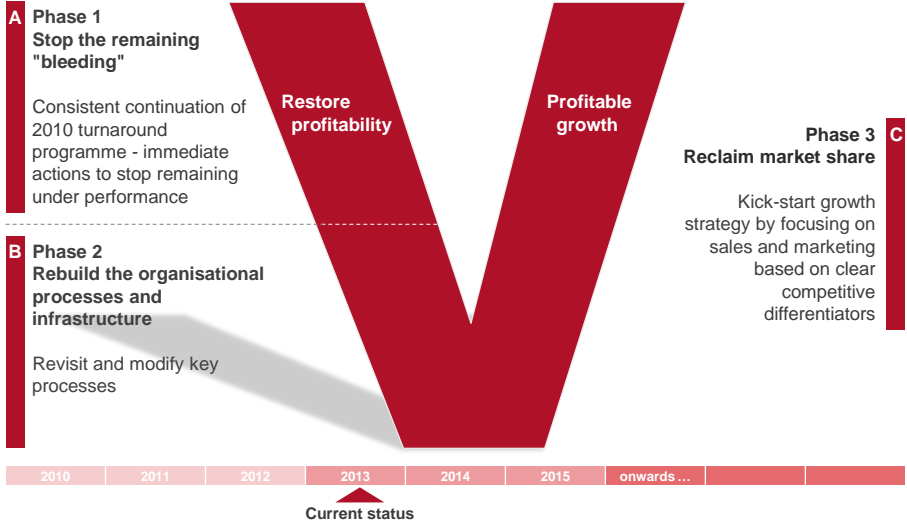 A
Phase 1
Stop the remaining
"bleeding"
Consistent continuation of
2010 turnaround
programme - immediate
actions to stop remaining
under performance
B
Phase 2
Rebuild the organisational
processes and
infrastructure
Revisit and modify key
processes
Restore
profitability
Profitable
growth
C
Phase 3
Reclaim market share
Kick-start growth
strategy by focusing on
sales and marketing
based on clear
competitive
differentiators
2010 2011 2012 2013 2014 2015 onwards ...
Current status